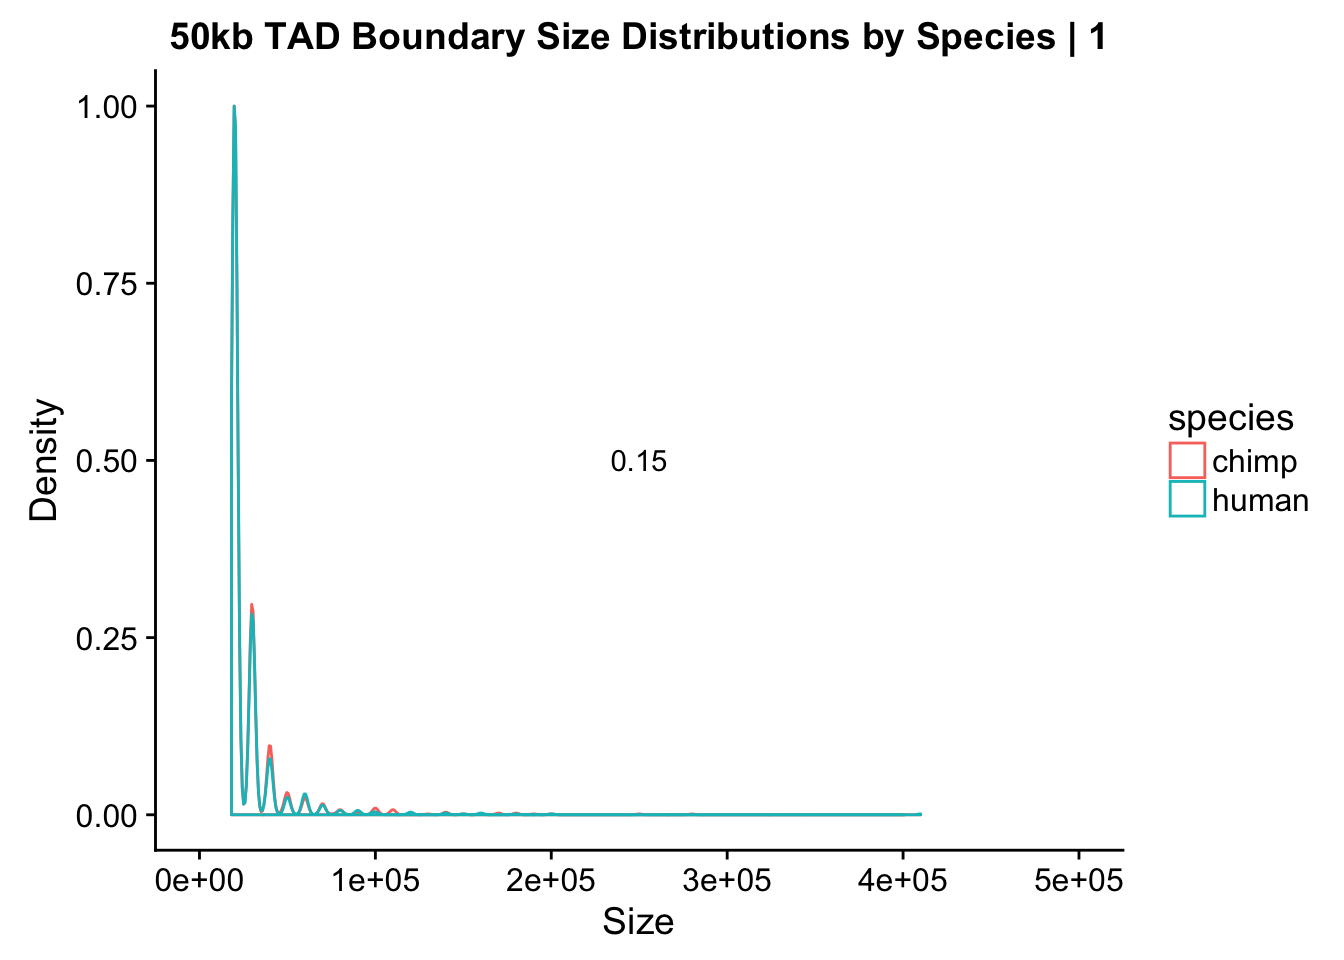 50kb TAD Boundary Size Distributions by Species | 1
1.00
0.75
0.50
0.25
0.00
Density
0.15
0e+00 1e+05 2e+05 3e+05 4e+05 5e+05
Size
species
chimp
human